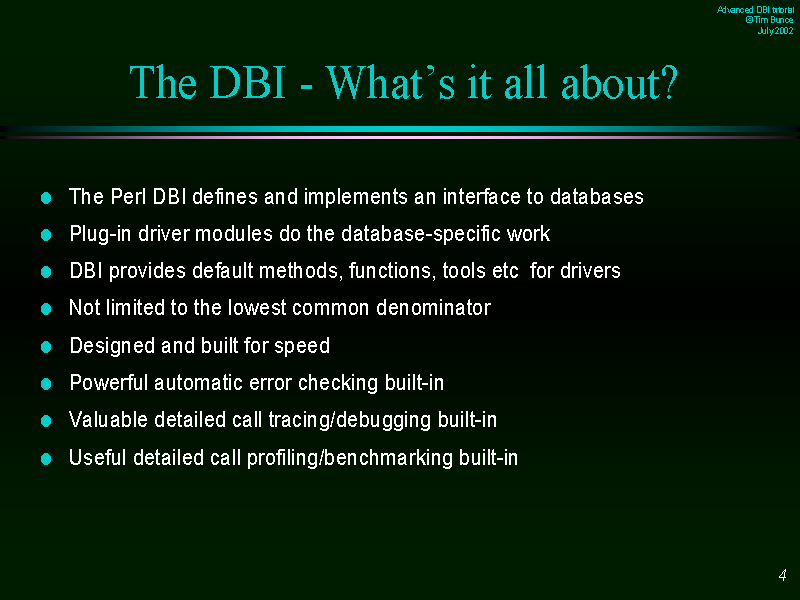 Advanced DBI tutorial
© Tim Bunce
July 2002
The DBI - What’s it all about?
The Perl DBI defines and implements an interface to databases
Plug-in driver modules do the database-specific work
DBI provides default methods, functions, tools etc  for drivers
Not limited to the lowest common denominator
Designed and built for speed
Powerful automatic error checking built-in
Valuable detailed call tracing/debugging built-in
Useful detailed call profiling/benchmarking built-in
4